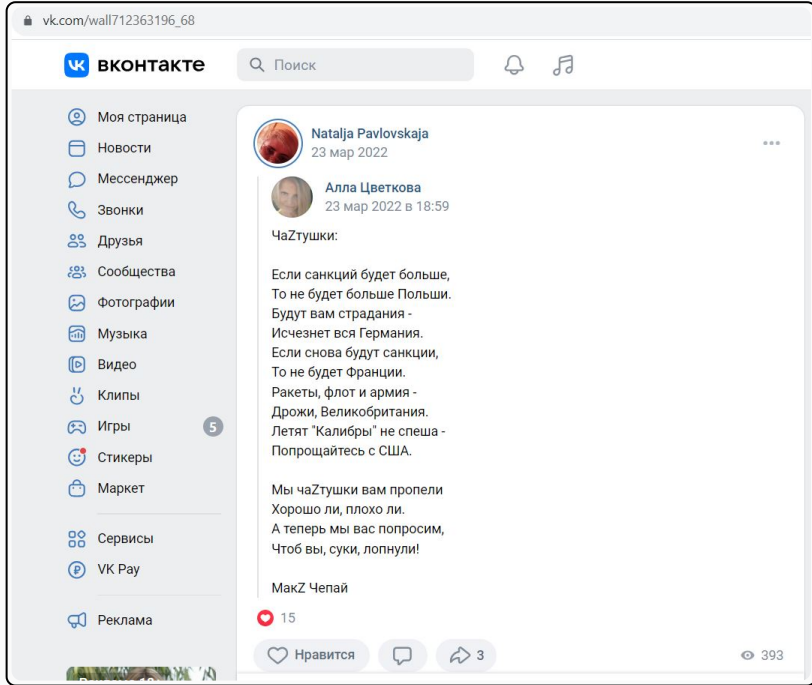 vk.com/wall712363196_68
вконтакте
Поиск
Моя страница
Новости
Мессенджер
Звонки
Друзья
Сообщества
Фотографии
Музыка
Видео
Клипы
Игры
5
Стикеры
Маркет
Сервисы
VK Pay
Реклама
Natalja Pavlovskaja
23 мар 2022
Алла Цветкова
23 мар 2022 в 18:59
ЧаZтушки:
Если санкций будет больше,
То не будет больше Польши.
Будут вам страдания -
Исчезнет вся Германия.
Если снова будут санкции,
То не будет Франции.
Ракеты, флот и армия -
Дрожи, Великобритания.
Летят "Калибры" не спеша -
Попрощайтесь с США.
Мы чаZтушки вам пропели
Хорошо ли, плохо ли.
А теперь мы вас попросим,
Чтоб вы, суки, лопнули!
МакZ Чепай
15
Нравится
3
393